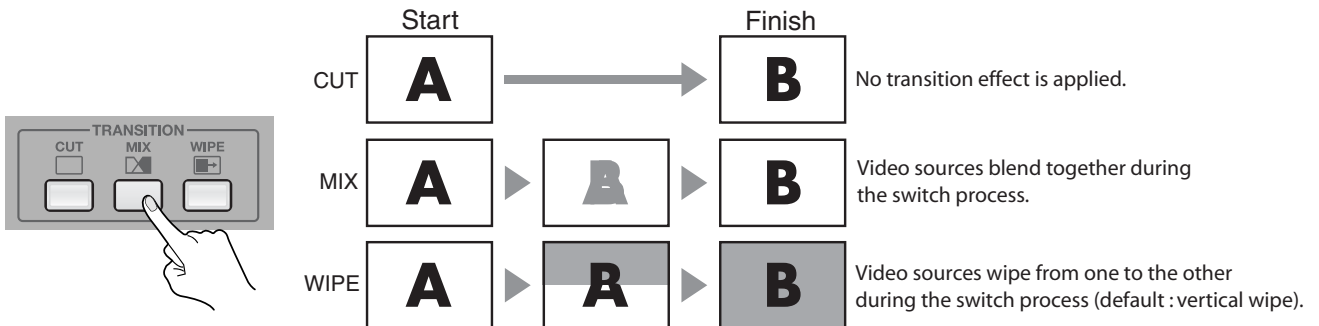 Start Finish
CUT A B No transition effect is applied.
TRANSITION
CUT MIX WIPE
MIX A A B B Video sources blend together during
the switch process.
WIPE A A B B Video sources wipe from one to the other
during the switch process (default : vertical wipe).